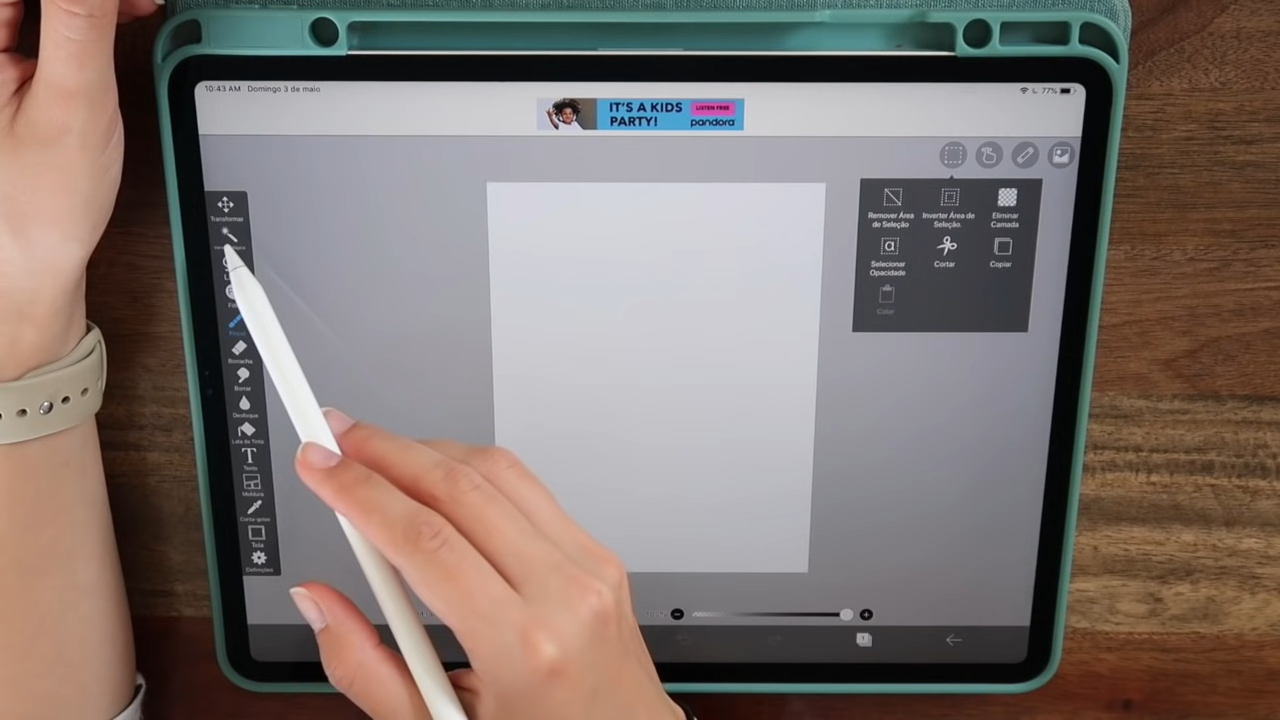 10:43 AM Domingo 3 de maio
77%
IT'S A KIDS
PARTY!
LISTEN FREE
pandora
Transformar
Borracha
Borrar
Desfoque
Lata de Tinta
T
Texto
Moldura
Conta-gotas
Tela
Definições
Remover Área
de Seleção
Inverter Área de
Seleção
Eliminar
Camada
α
Selecionar
Opacidade
Cortar
Copiar
Colar
1